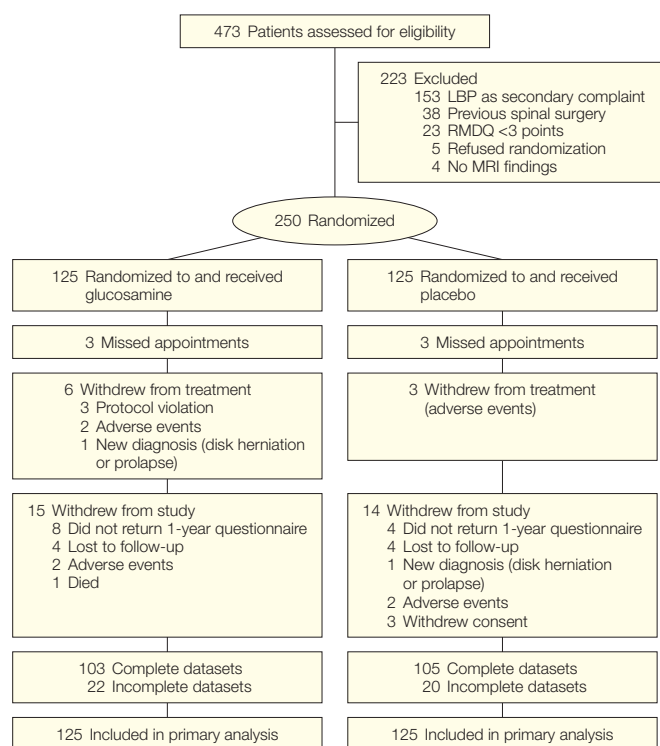 473 Patients assessed for eligibility
223 Excluded
153 LBP as secondary complaint
38 Previous spinal surgery
23 RMDQ <3 points
5 Refused randomization
4 No MRI findings
250 Randomized
125 Randomized to and received
glucosamine
125 Randomized to and received
placebo
3 Missed appointments
3 Missed appointments
6 Withdrew from treatment
3 Protocol violation
2 Adverse events
1 New diagnosis (disk herniation
or prolapse)
3 Withdrew from treatment
(adverse events)
15 Withdrew from study
8 Did not return 1-year questionnaire
4 Lost to follow-up
2 Adverse events
1 Died
14 Withdrew from study
4 Did not return 1-year questionnaire
4 Lost to follow-up
1 New diagnosis (disk herniation
or prolapse)
2 Adverse events
3 Withdrew consent
103 Complete datasets
22 Incomplete datasets
105 Complete datasets
20 Incomplete datasets
125 Included in primary analysis
125 Included in primary analysis